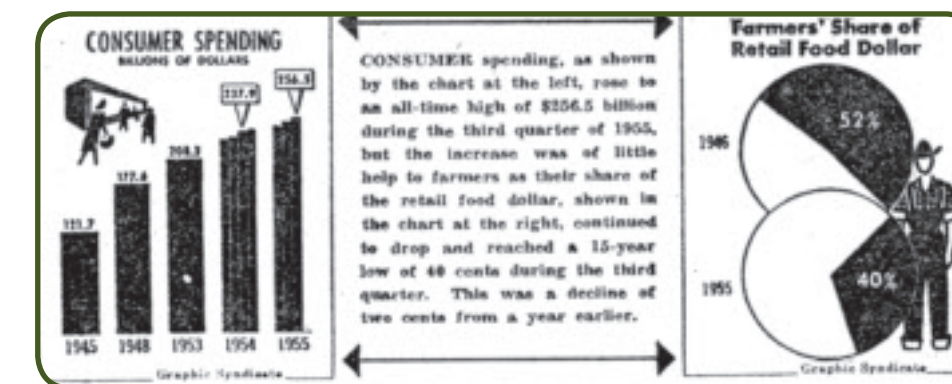 CONSUMER SPENDING
BILLIONS OF DOLLARS
121.7
177.6
237.9
256.5
1945 1948 1953 1954 1955
Graphic Syndicate
CONSUMER spending, as shown
by the chart at the left, rose to
an all-time high of $256.5 billion
during the third quarter of 1955,
but the increase was of little
help to farmers as their share of
the retail food dollar, shown in
the chart at the right, continued
to drop and reached a 15-year
low of 40 cents during the third
quarter. This was a decline of
two cents from a year earlier.
Farmers' Share of
Retail Food Dollar
1946
52%
1955
40%
Graphic Syndicate